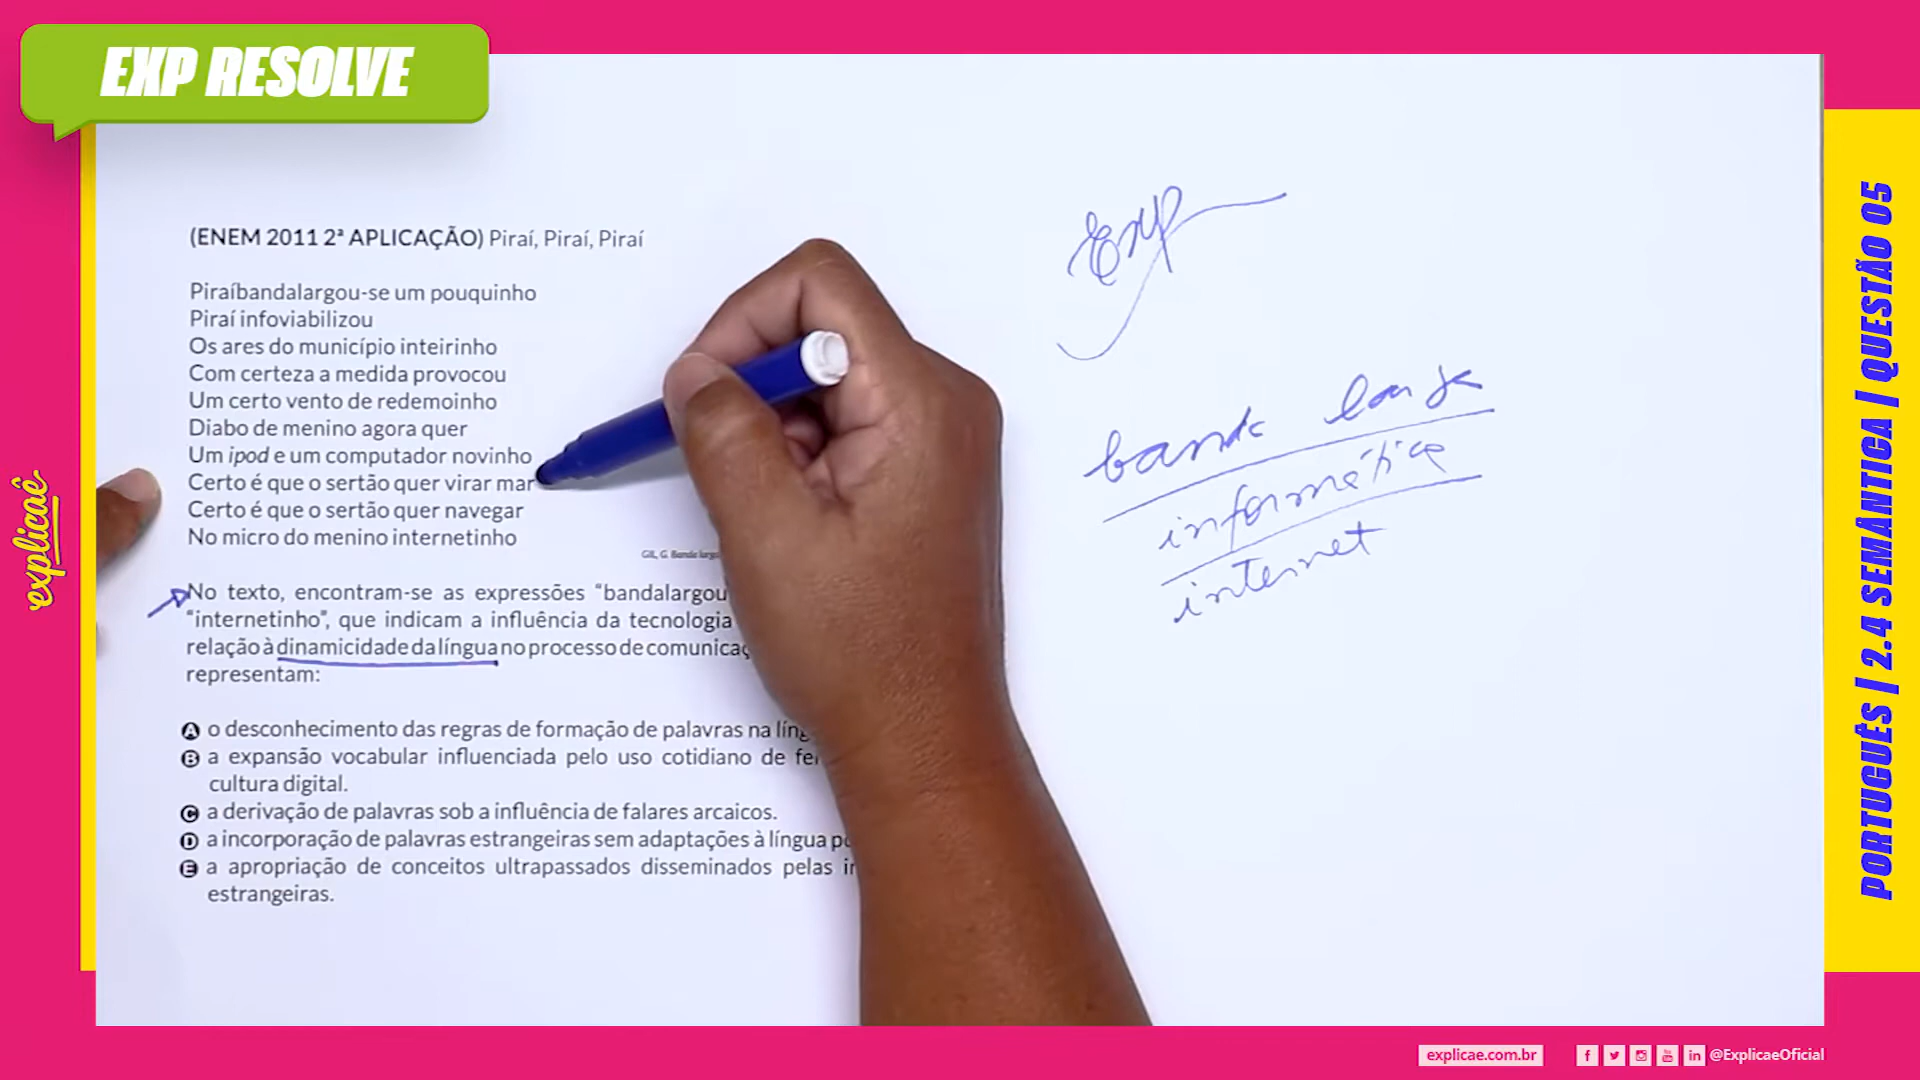 EXP RESOLVE
(ENEM 2011 2ª APLICAÇÃO) Piraí, Piraí, Piraí
Piraíbandalargou-se um pouquinho
Piraí infoviabilizou
Os ares do município inteirinho
Com certeza a medida provocou
Um certo vento de redemoinho
Diabo de menino agora quer
Um ipod e um computador novinho
Certo é que o sertão quer virar mar
Certo é que o sertão quer navegar
No micro do menino internetinho
GIL, G. Banda larga
No texto, encontram-se as expressões “bandalargou
“internetinho”, que indicam a influência da tecnologia
relação à dinamicidade da língua no processo de comunicaç
representam:
A o desconhecimento das regras de formação de palavras na líng
B a expansão vocabular influenciada pelo uso cotidiano de fer
cultura digital.
C a derivação de palavras sob a influência de falares arcaicos.
D a incorporação de palavras estrangeiras sem adaptações à língua po
E a apropriação de conceitos ultrapassados disseminados pelas in
estrangeiras.
Exp
banda larga
informática
internet
explicaê
PORTUGUÊS | 2.4 SEMÂNTICA | QUESTÃO 05
explicae.com.br
@ExplicaeOficial